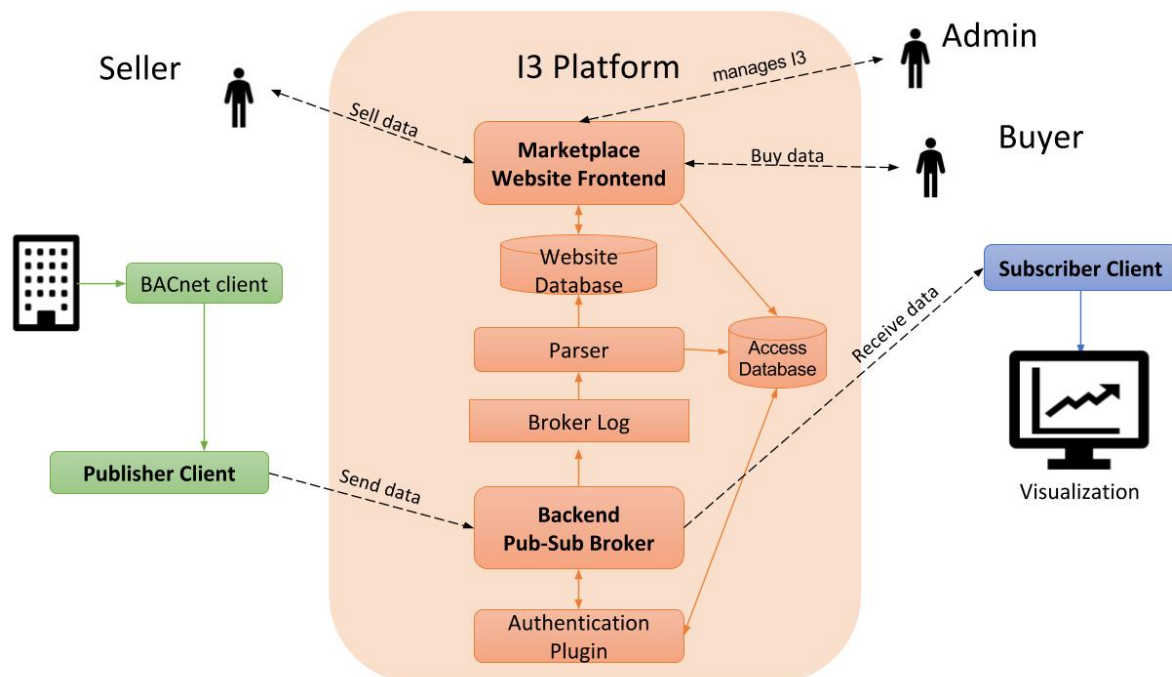 Seller
I3 Platform
Admin
manages I3
Sell data
Marketplace
Website Frontend
Buy data
Buyer
Website
Database
BACnet client
Subscriber Client
Parser
Access
Database
Receive data
Broker Log
Publisher Client
Send data
Backend
Pub-Sub Broker
Visualization
Authentication
Plugin